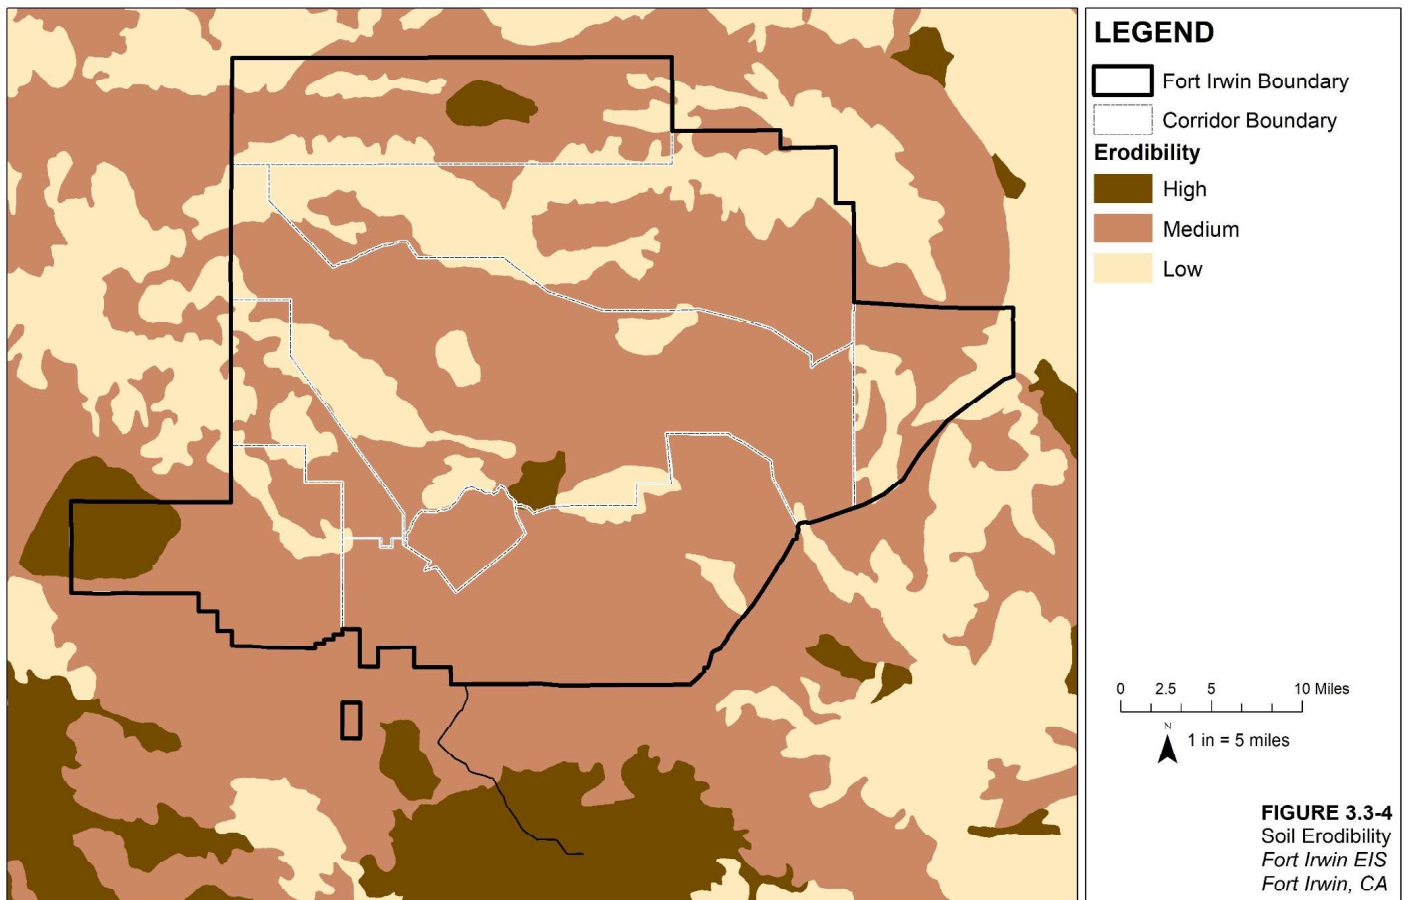 LEGEND
Fort Irwin Boundary
Corridor Boundary
Erodibility
High
Medium
Low
0 2.5 5 10 Miles
N
1 in = 5 miles
FIGURE 3.3-4
Soil Erodibility
Fort Irwin EIS
Fort Irwin, CA